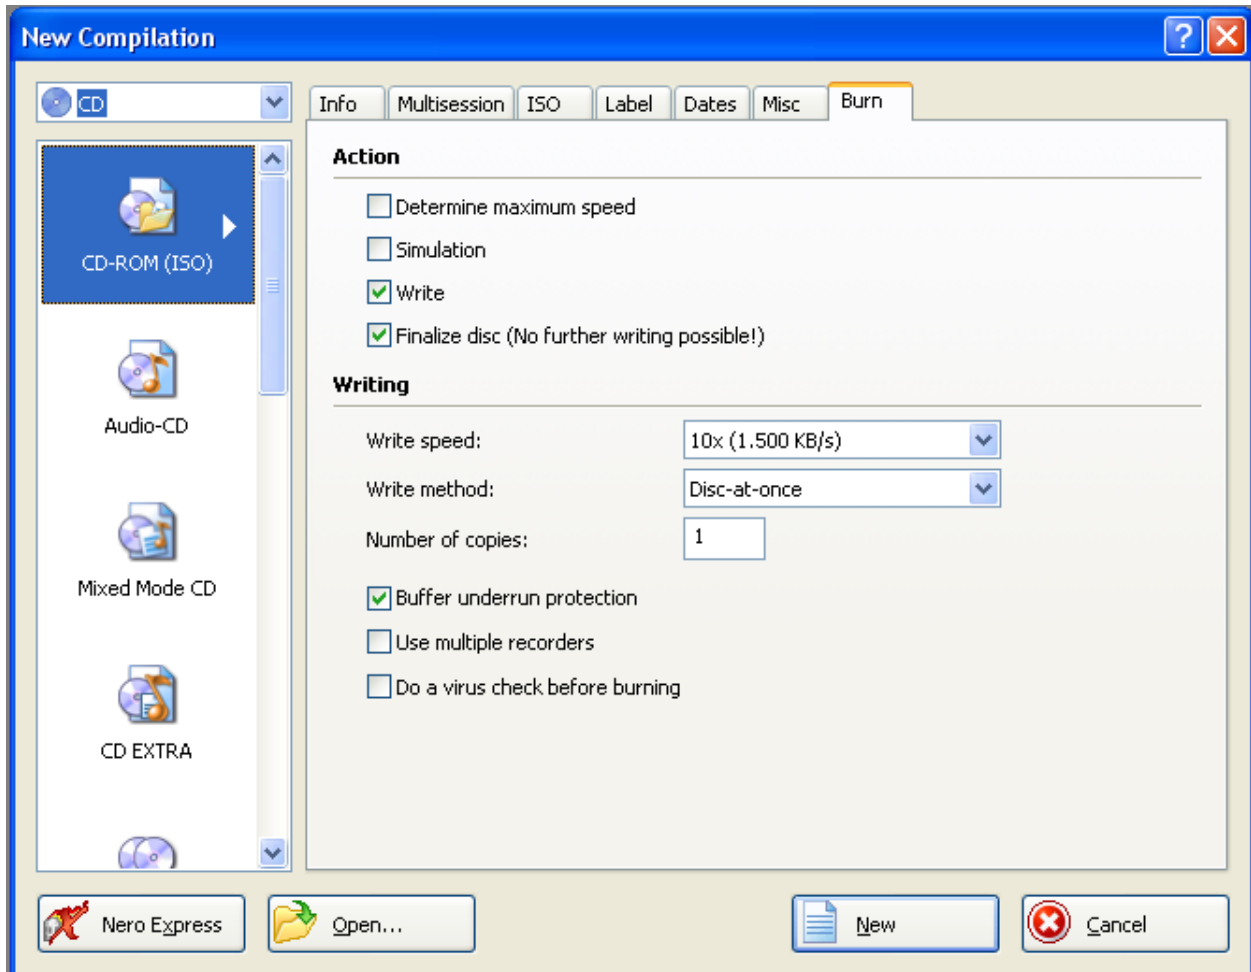 New Compilation
CD
CD-ROM (ISO)
Audio-CD
Mixed Mode CD
CD EXTRA
Info Multisession ISO Label Dates Misc Burn
Action
Determine maximum speed
Simulation
Write
Finalize disc (No further writing possible!)
Writing
Write speed: 10x (1.500 KB/s)
Write method: Disc-at-once
Number of copies: 1
Buffer underrun protection
Use multiple recorders
Do a virus check before burning
Nero Express Open... New Cancel